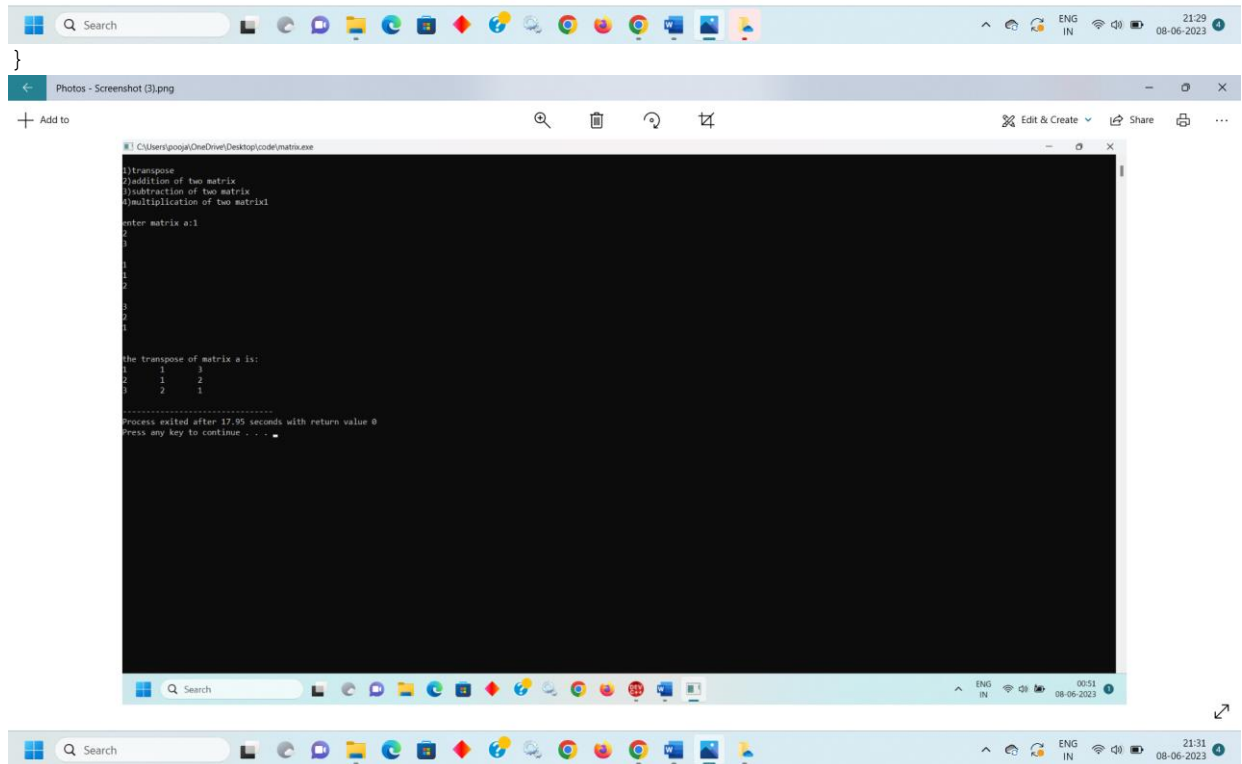 Search
ENG
IN
21:29
08-06-2023
4
}
Photos - Screenshot (3).png
Add to
Edit & Create
Share
C:\Users\pooja\OneDrive\Desktop\code\matrix.exe
1)transpose
2)addition of two matrix
3)subtraction of two matrix
4)multiplication of two matrix1
enter matrix a:1
2
3
1
1
2
3
2
1
the transpose of matrix a is:
1 1 3
2 1 2
3 2 1
--------------------------------
Process exited after 17.95 seconds with return value 0
Press any key to continue . . .
Search
ENG
IN
00:51
08-06-2023
1
Search
ENG
IN
21:31
08-06-2023
4